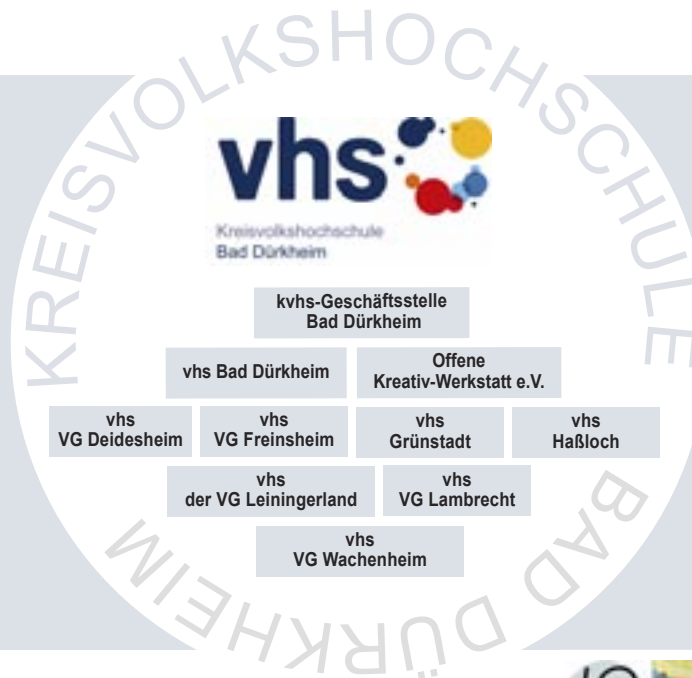 KREISVOLKSHOCHSCHULE
vhs
Kreisvolkshochschule
Bad Dürkheim
kvhs-Geschäftsstelle
Bad Dürkheim
vhs Bad Dürkheim
Offene
Kreativ-Werkstatt e.V.
vhs
VG Deidesheim
vhs
VG Freinsheim
vhs
Grünstadt
vhs
Haßloch
vhs
der VG Leiningerland
vhs
VG Lambrecht
vhs
VG Wachenheim
BAD DÜRKHEIM